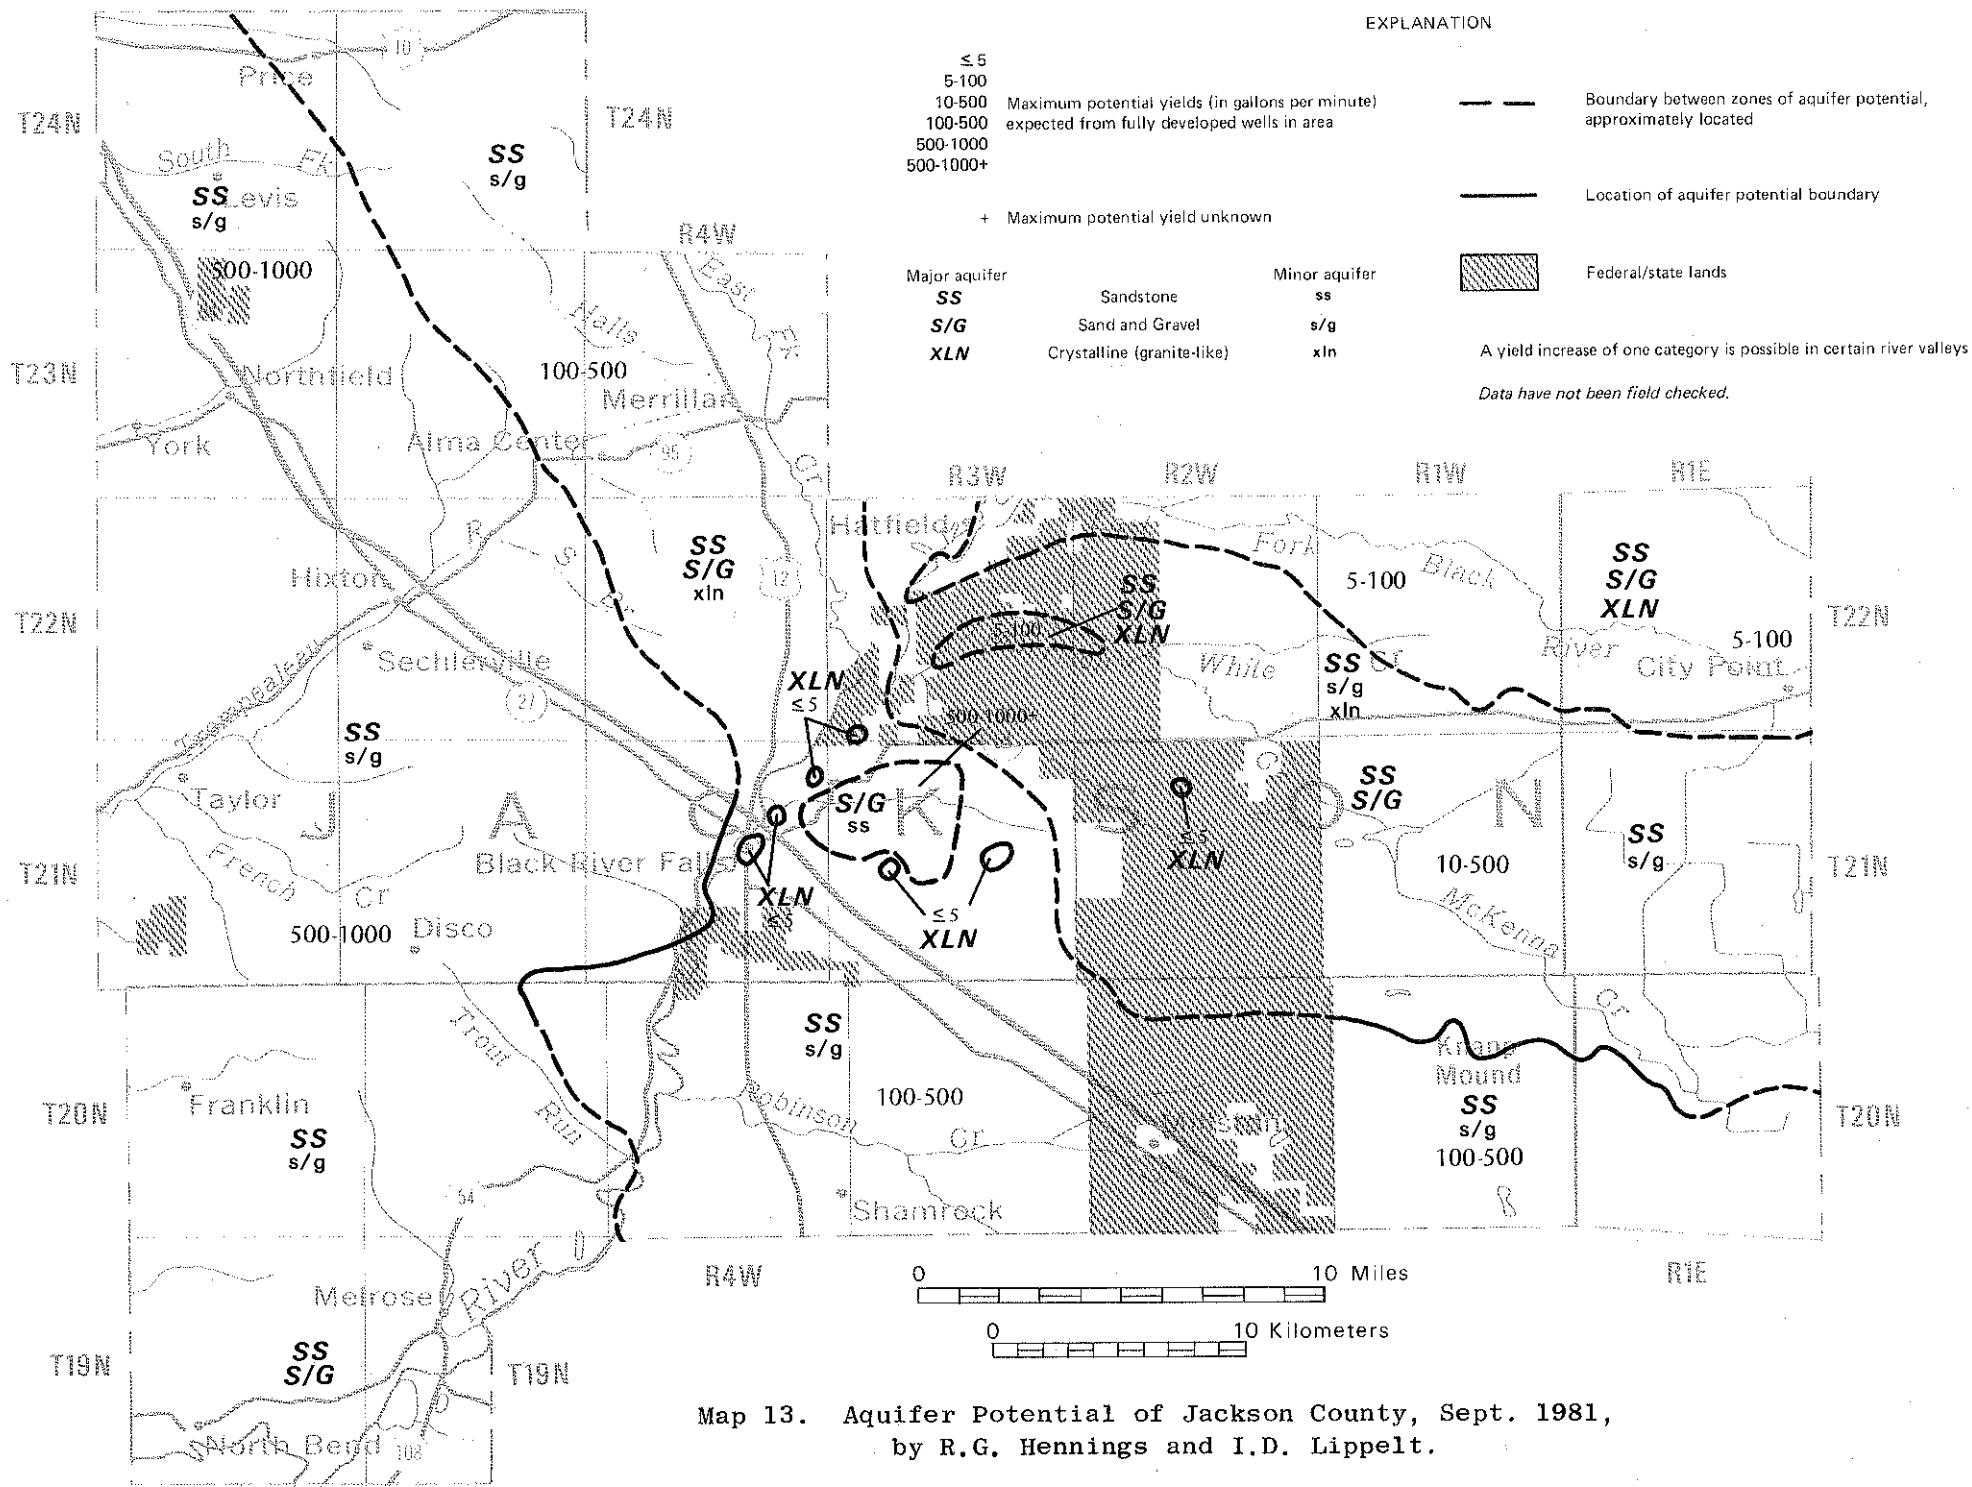 EXPLANATION
≤ 5
5-100
10-500
100-500
500-1000
500-1000+
Maximum potential yields (in gallons per minute)
expected from fully developed wells in area
+ Maximum potential yield unknown
Major aquifer
Minor aquifer
SS Sandstone ss
S/G Sand and Gravel s/g
XLN Crystalline (granite-like) xln
Boundary between zones of aquifer potential,
approximately located
Location of aquifer potential boundary
Federal/state lands
A yield increase of one category is possible in certain river valleys
Data have not been field checked.
10
Price
T24N
T24N
South Fk
SS
s/g
SS
s/g
Levis
R4W
500-1000
East Fk
Halls
T23N
Northfield
100-500
Merrillan
York
Alma Center
95
Cr
R3W
R2W
R1W
R1E
Hatfield
R
S
Br
SS
S/G
xln
12
Fork
Black
River
5-100
SS
S/G
XLN
SS
S/G
XLN
5-100
Hixton
T22N
T22N
5-100
City Point
Sechlerville
White
Cr
SS
s/g
xln
Trempealeau
27
XLN
≤ 5
500-1000+
SS
s/g
Taylor
J A C K S O N
S/G
ss
SS
S/G
Cr
≤ 5
XLN
SS
s/g
French
Cr
Black River Falls
10-500
T21N
T21N
XLN
≤ 5
≤ 5
XLN
McKenna
Cr
500-1000
Disco
Trout
Run
SS
s/g
Knapp
Mound
SS
s/g
100-500
100-500
Robinson
Cr
T20N
T20N
Franklin
SS
s/g
54
Shamrock
R4W
R1E
0 10 Miles
0 10 Kilometers
Melrose
River
T19N
T19N
SS
S/G
North Bend
108
Map 13. Aquifer Potential of Jackson County, Sept. 1981,
by R.G. Hennings and I.D. Lippelt.